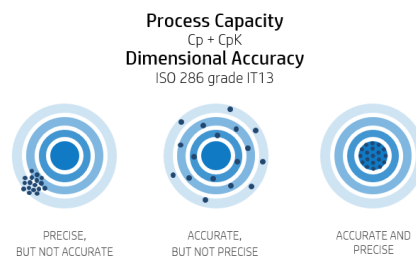 Process Capacity
Cp + CpK
Dimensional Accuracy
ISO 286 grade IT13
PRECISE,
BUT NOT ACCURATE
ACCURATE,
BUT NOT PRECISE
ACCURATE AND
PRECISE